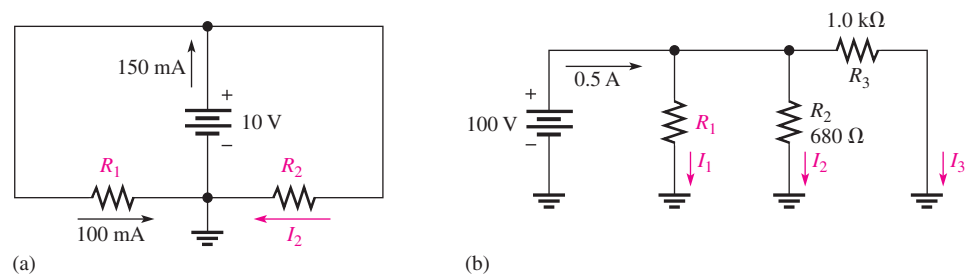 150 mA
+
10 V
−
R1
R2
100 mA
I2
(a)
1.0 kΩ
R3
0.5 A
+
100 V
−
R1
R2
680 Ω
I1
I2
I3
(b)